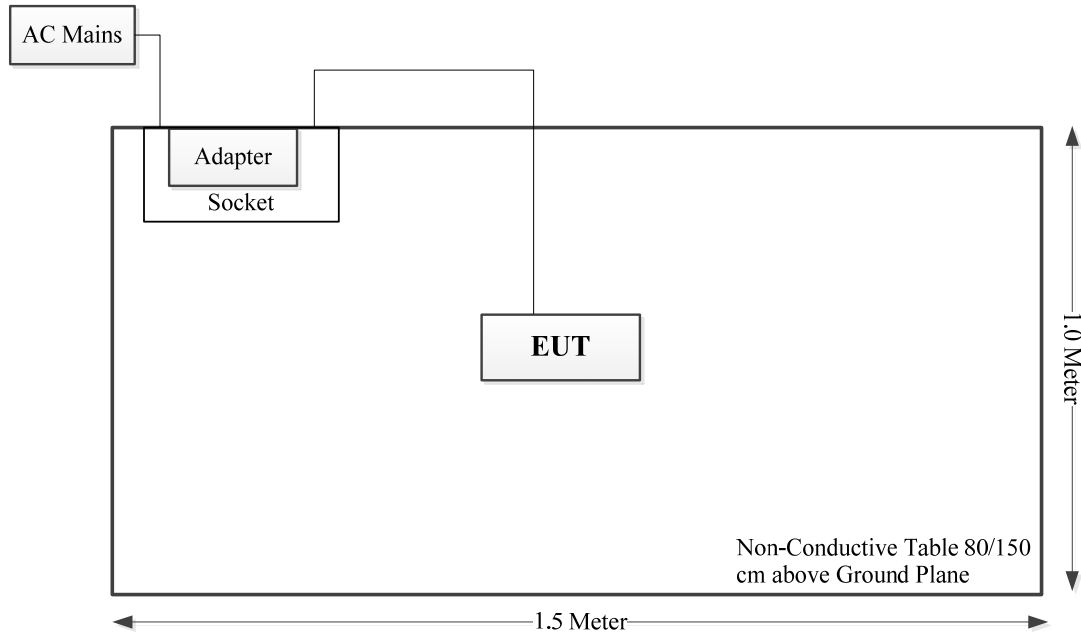 AC Mains
Adapter
Socket
EUT
1.0 Meter
Non-Conductive Table 80/150
cm above Ground Plane
1.5 Meter